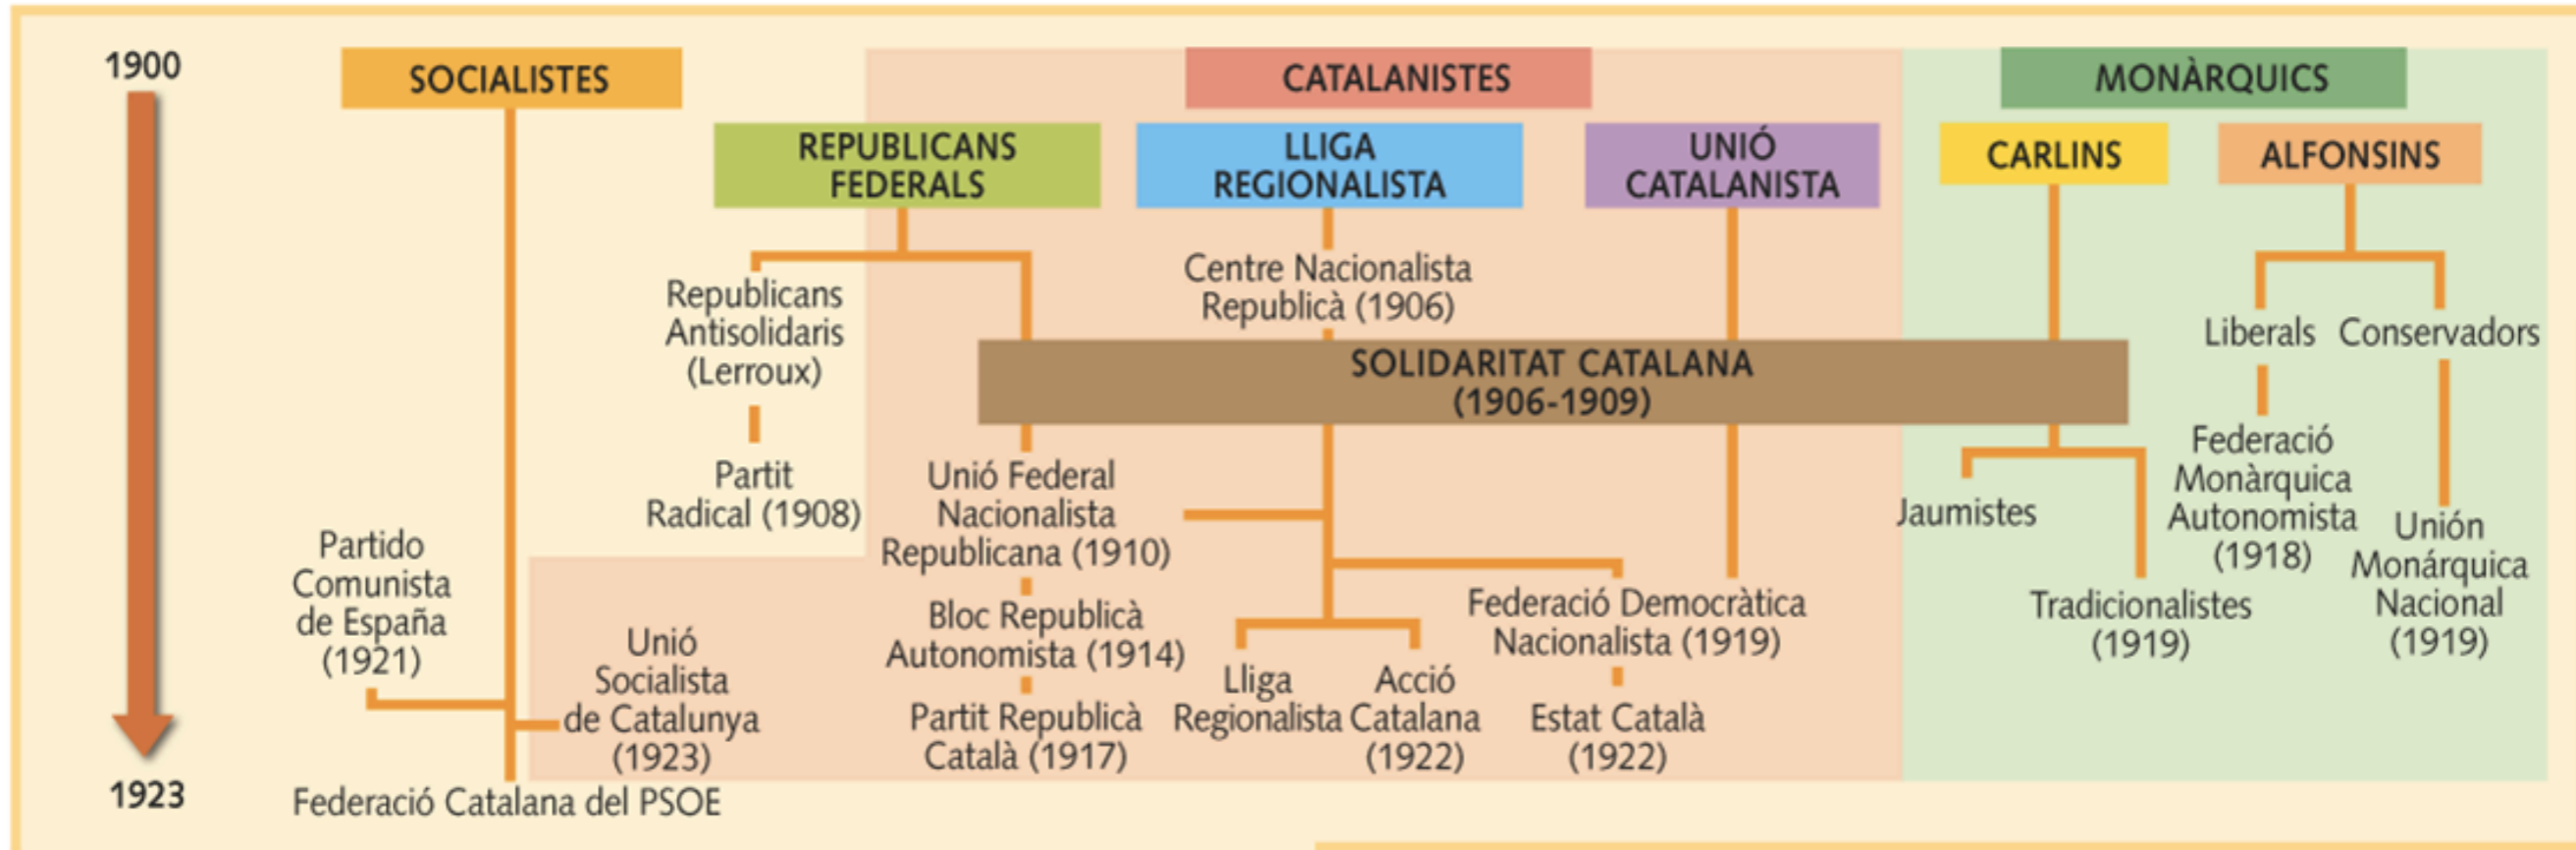 1900
SOCIALISTES
CATALANISTES
MONÀRQUICS
REPUBLICANS
FEDERALS
LLIGA
REGIONALISTA
UNIÓ
CATALANISTA
CARLINS
ALFONSINS
Republicans
Antisolidaris
(Lerroux)
Centre Nacionalista
Republicà (1906)
Liberals
Conservadors
SOLIDARITAT CATALANA
(1906-1909)
Partit
Radical (1908)
Unió Federal
Nacionalista
Republicana (1910)
Jaumistes
Federació
Monàrquica
Autonomista
(1918)
Unión
Monárquica
Nacional
(1919)
Partido
Comunista
de España
(1921)
Unió
Socialista
de Catalunya
(1923)
Bloc Republicà
Autonomista (1914)
Federació Democràtica
Nacionalista (1919)
Tradicionalistes
(1919)
Partit Republicà
Català (1917)
Lliga
Regionalista
Acció
Catalana
(1922)
Estat Català
(1922)
1923
Federació Catalana del PSOE